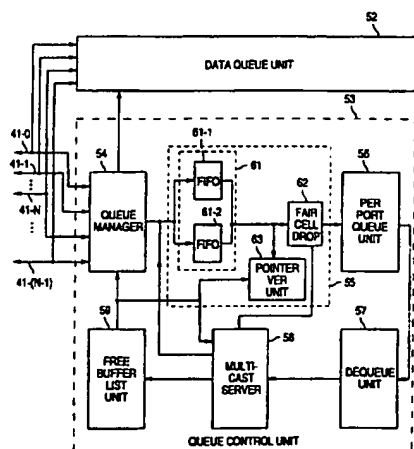 52
DATA QUEUE UNIT
53
41-0
41-1
41-N
41-(N-1)
54
QUEUE
MANAGER
61-1
FIFO
61
61-2
FIFO
62
FAIR
CELL
DROP
63
POINTER
VER UNIT
55
56
PER
PORT
QUEUE
UNIT
59
FREE
BUFFER
LIST
UNIT
58
MULTI-
CAST
SERVER
57
DEQUEUE
UNIT
QUEUE CONTROL UNIT